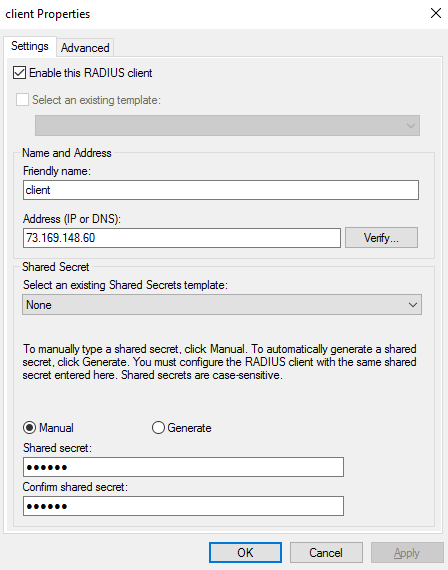 client Properties
Settings
Advanced
Enable this RADIUS client
Select an existing template:
Name and Address
Friendly name:
client
Address (IP or DNS):
73.169.148.60
Verify...
Shared Secret
Select an existing Shared Secrets template:
None
To manually type a shared secret, click Manual. To automatically generate a shared
secret, click Generate. You must configure the RADIUS client with the same shared
secret entered here. Shared secrets are case-sensitive.
Manual
Generate
Shared secret:
●●●●●●
Confirm shared secret:
●●●●●●
OK
Cancel
Apply